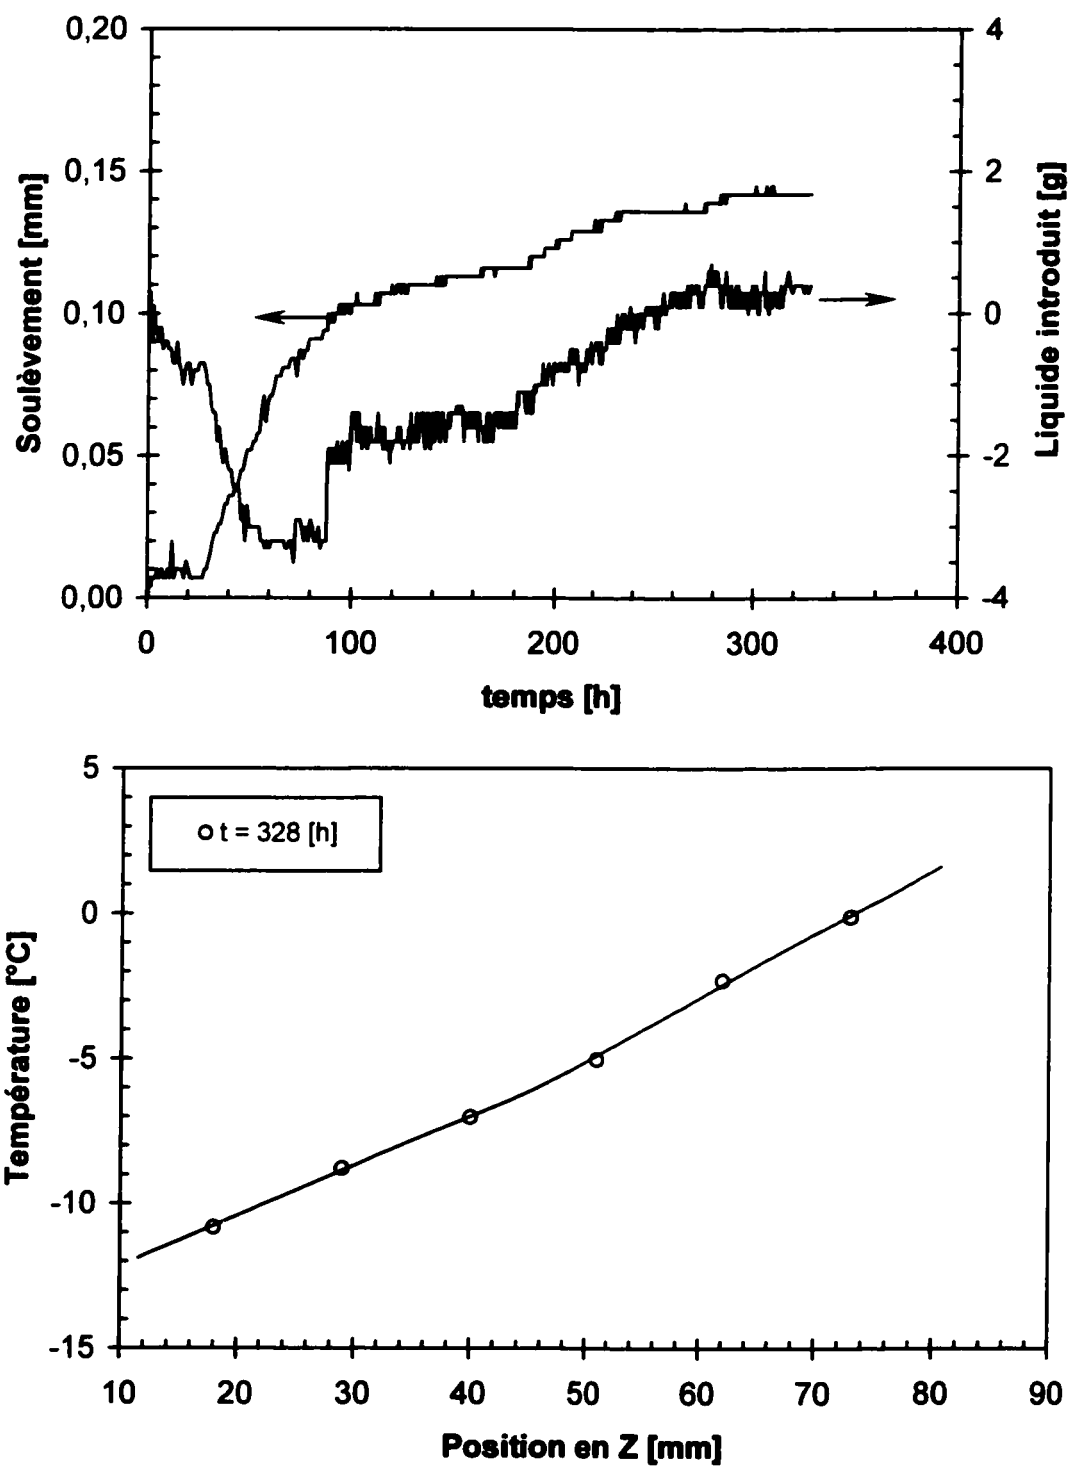 0,20
0,15
0,10
0,05
0,00
Soulèvement [mm]
4
2
0
-2
-4
Liquide introduit [g]
0 100 200 300 400
temps [h]
5
0
-5
-10
-15
Température [°C]
t = 328 [h]
10 20 30 40 50 60 70 80 90
Position en Z [mm]